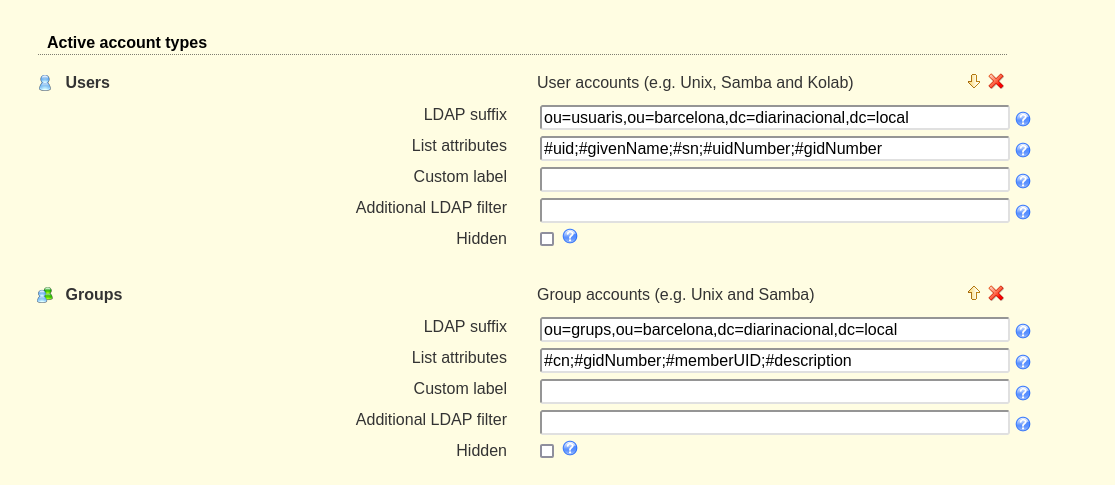 Active account types
Users User accounts (e.g. Unix, Samba and Kolab)
LDAP suffix ou=usuaris,ou=barcelona,dc=diarinacional,dc=local
List attributes #uid;#givenName;#sn;#uidNumber;#gidNumber
Custom label
Additional LDAP filter
Hidden
Groups Group accounts (e.g. Unix and Samba)
LDAP suffix ou=grups,ou=barcelona,dc=diarinacional,dc=local
List attributes #cn;#gidNumber;#memberUID;#description
Custom label
Additional LDAP filter
Hidden